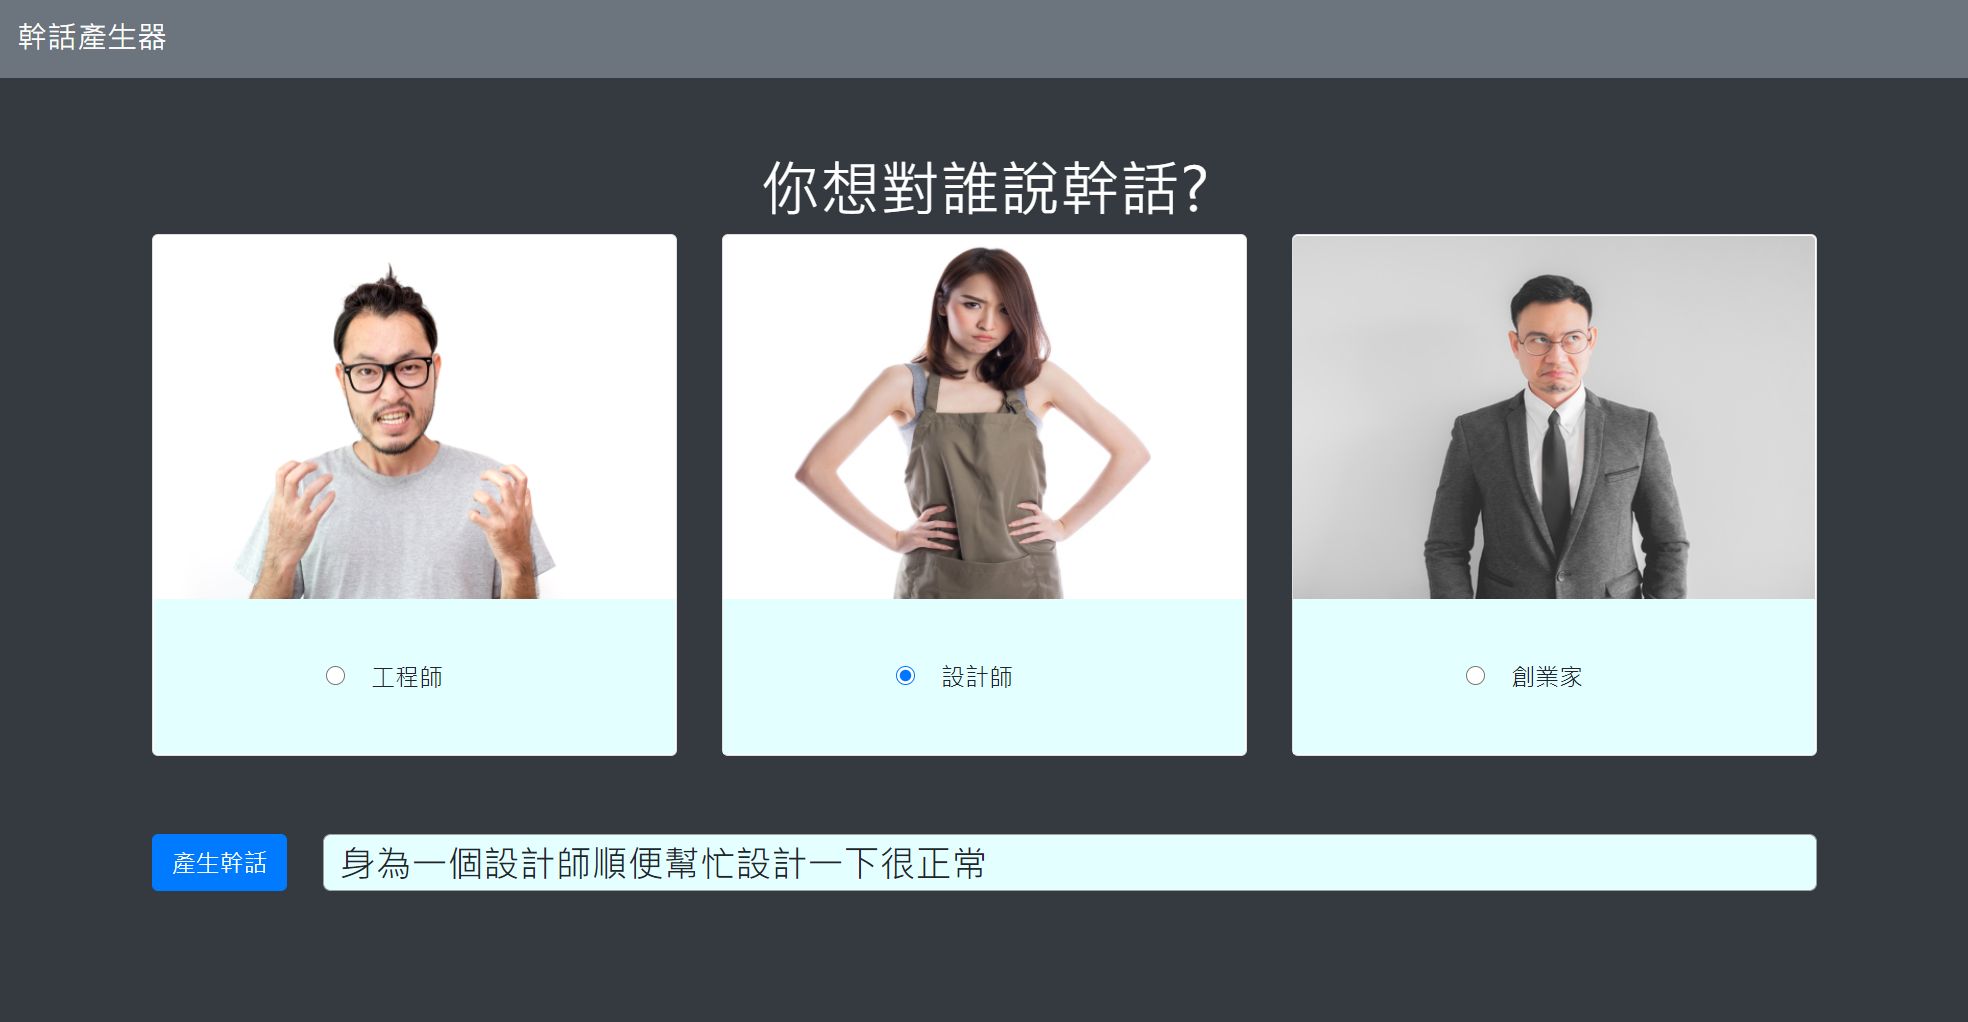 幹話產生器
你想對誰說幹話?
工程師
設計師
創業家
產生幹話
身為一個設計師順便幫忙設計一下很正常